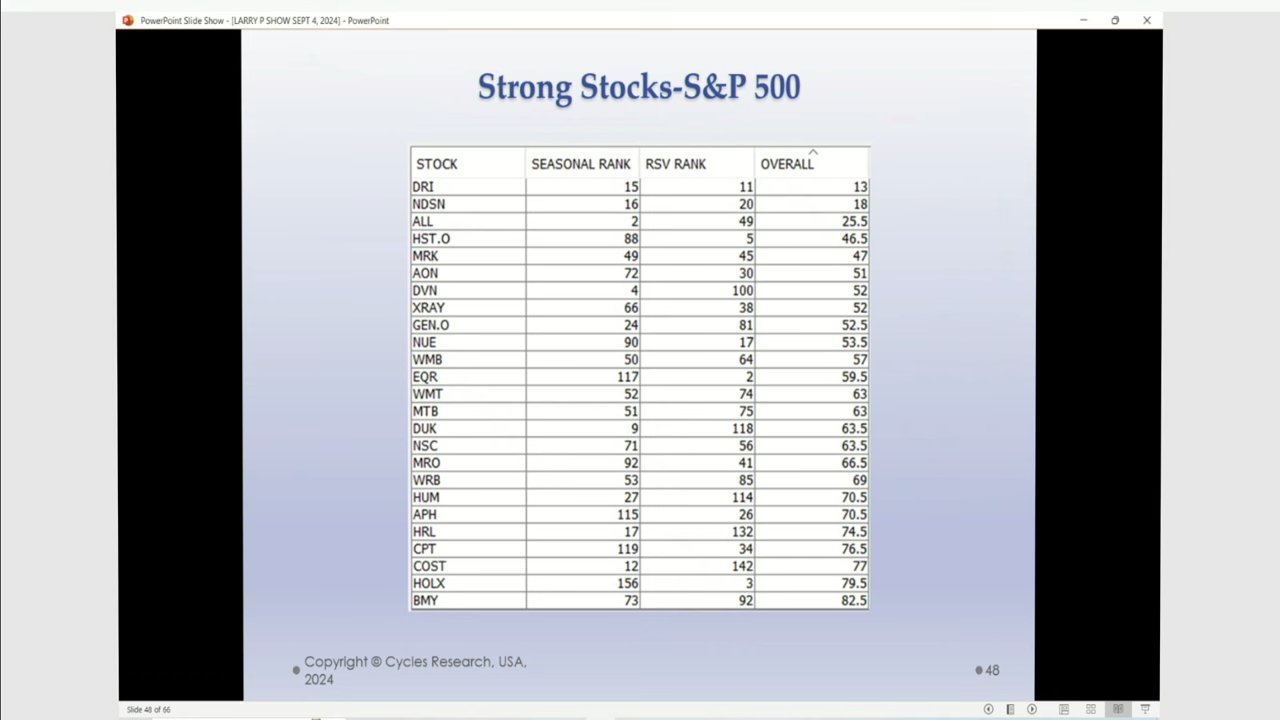 PowerPoint Slide Show - [LARRY P SHOW SEPT 4, 2024] - PowerPoint
Strong Stocks-S&P 500
STOCK SEASONAL RANK RSV RANK OVERALL
DRI 15 11 13
NDSN 16 20 18
ALL 2 49 25.5
HST.O 88 5 46.5
MRK 49 45 47
AON 72 30 51
DVN 4 100 52
XRAY 66 38 52
GEN.O 24 81 52.5
NUE 90 17 53.5
WMB 50 64 57
EQR 117 2 59.5
WMT 52 74 63
MTB 51 75 63
DUK 9 118 63.5
NSC 71 56 63.5
MRO 92 41 66.5
WRB 53 85 69
HUM 27 114 70.5
APH 115 26 70.5
HRL 17 132 74.5
CPT 119 34 76.5
COST 12 142 77
HOLX 156 3 79.5
BMY 73 92 82.5
Copyright © Cycles Research, USA,
2024
48
Slide 48 of 66